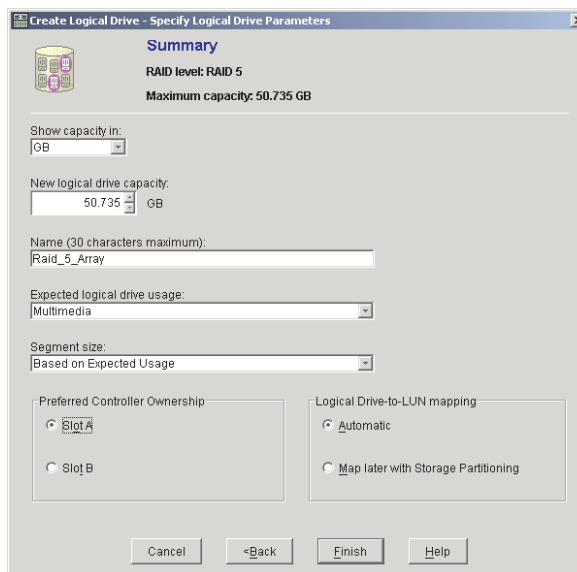 Create Logical Drive - Specify Logical Drive Parameters
Summary
RAID level: RAID 5
Maximum capacity: 50.735 GB
Show capacity in:
GB
New logical drive capacity:
50.735 GB
Name (30 characters maximum):
Raid_5_Array
Expected logical drive usage:
Multimedia
Segment size:
Based on Expected Usage
Preferred Controller Ownership
Slot A
Slot B
Logical Drive-to-LUN mapping
Automatic
Map later with Storage Partitioning
Cancel <Back Finish Help